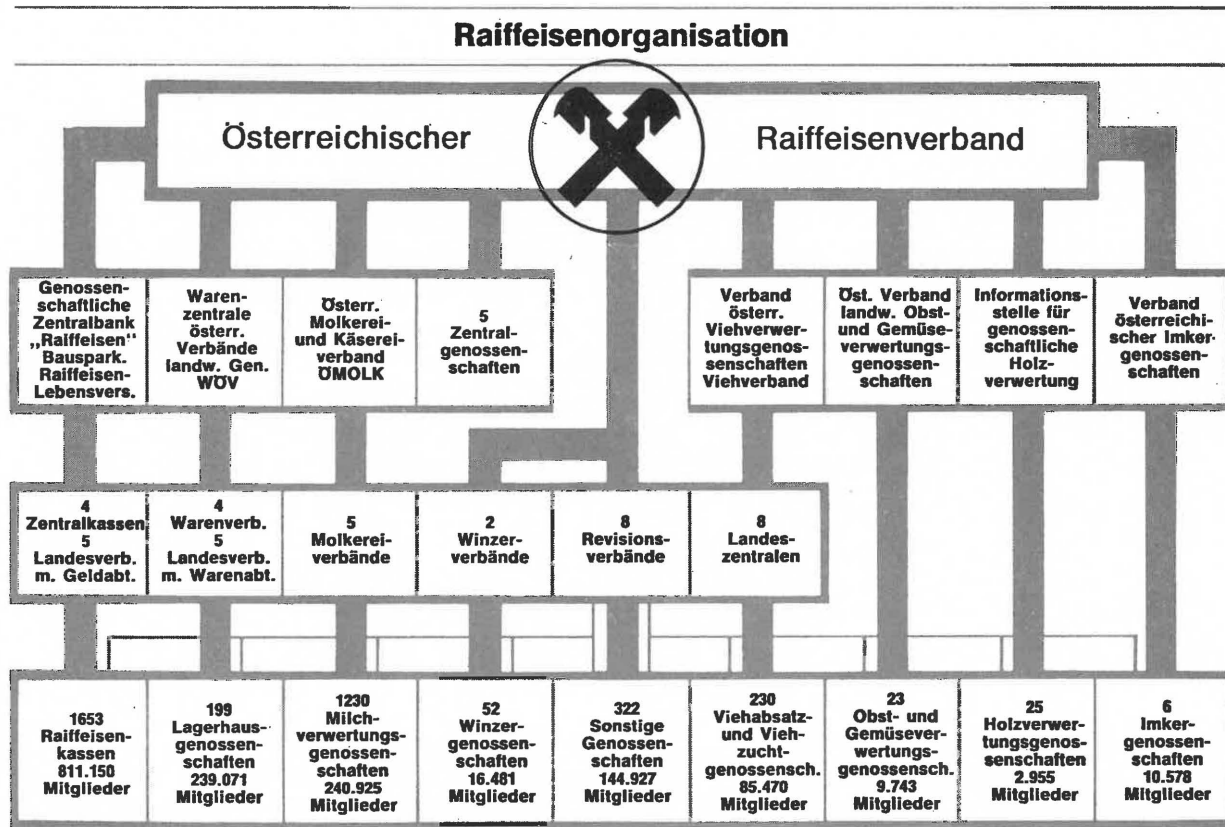 Raiffeisenorganisation
Österreichischer Raiffeisenverband
Genossen-
schaftliche
Zentralbank
„Raiffeisen"
Bauspark.
Raiffeisen-
Lebensvers.
Waren-
zentrale
österr.
Verbände
landw. Gen.
WÖV
Österr.
Molkerei-
und Käserei-
verband
ÖMOLK
5
Zentral-
genossen-
schaften
Verband
österr.
Viehverwer-
tungsgenos-
senschaften
Viehverband
Öst. Verband
landw. Obst-
und Gemüse-
verwertungs-
genossen-
schaften
Informations-
stelle für
genossen-
schaftliche
Holz-
verwertung
Verband
österreichi-
scher Imker-
genossen-
schaften
4
Zentralkassen
5
Landesverb.
m. Geldabt.
4
Warenverb.
5
Landesverb.
m. Warenabt.
5
Molkerei-
verbände
2
Winzer-
verbände
8
Revisions-
verbände
8
Landes-
zentralen
1653
Raiffeisen-
kassen
811.150
Mitglieder
199
Lagerhaus-
genossen-
schaften
239.071
Mitglieder
1230
Milch-
verwertungs-
genossen-
schaften
240.925
Mitglieder
52
Winzer-
genossen-
schaften
16.481
Mitglieder
322
Sonstige
Genossen-
schaften
144.927
Mitglieder
230
Viehabsatz-
und Vieh-
zucht-
genossensch.
85.470
Mitglieder
23
Obst- und
Gemüsever-
wertungs-
genossensch.
9.743
Mitglieder
25
Holzverwer-
tungsgenos-
senschaften
2.955
Mitglieder
6
Imker-
genossen-
schaften
10.578
Mitglieder